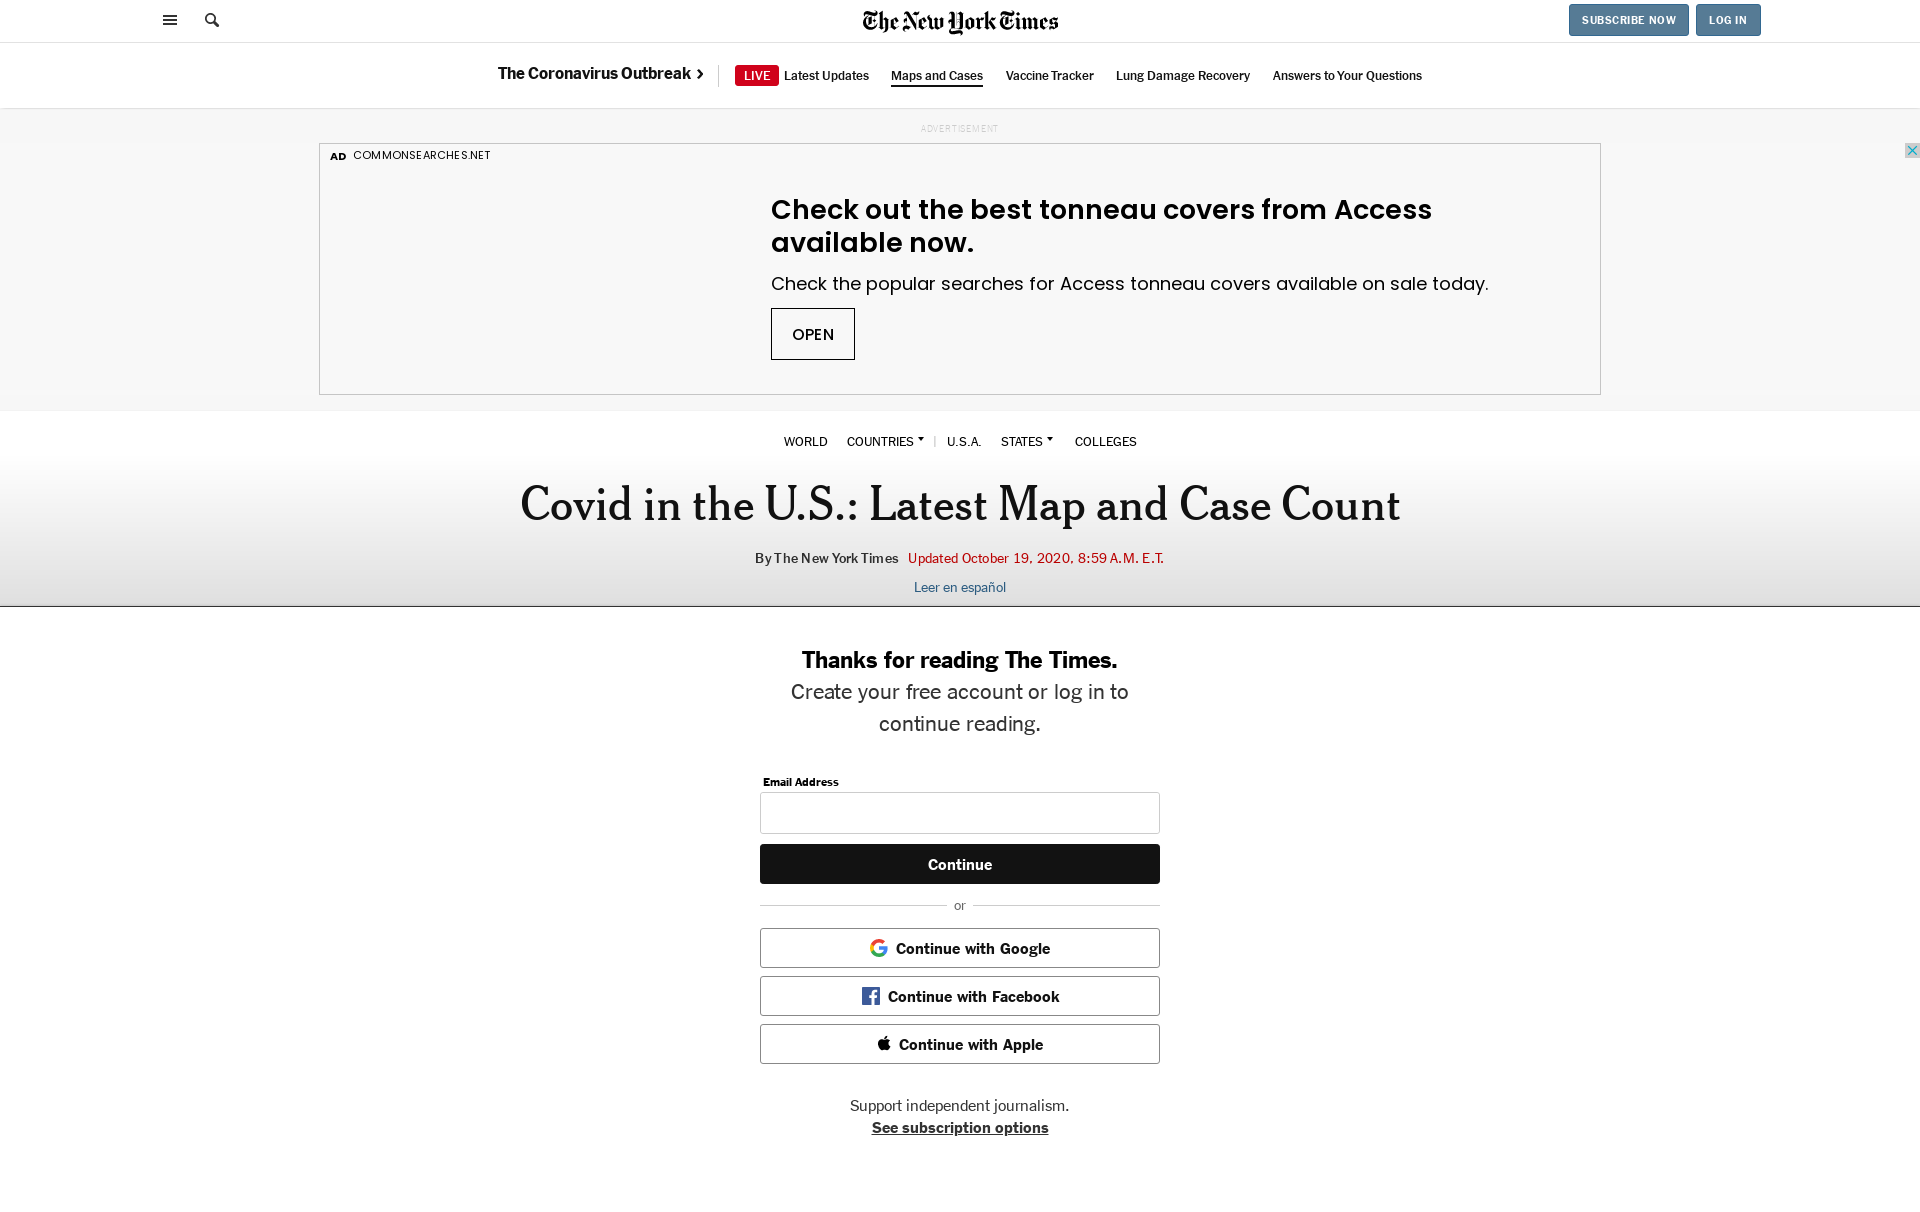 The New York Times
SUBSCRIBE NOW
LOG IN
The Coronavirus Outbreak
LIVE Latest Updates
Maps and Cases
Vaccine Tracker
Lung Damage Recovery
Answers to Your Questions
ADVERTISEMENT
AD COMMONSEARCHES.NET
Check out the best tonneau covers from Access
available now.
Check the popular searches for Access tonneau covers available on sale today.
OPEN
WORLD COUNTRIES | U.S.A. STATES COLLEGES
Covid in the U.S.: Latest Map and Case Count
By The New York Times Updated October 19, 2020, 8:59 A.M. E.T.
Leer en español
Thanks for reading The Times.
Create your free account or log in to
continue reading.
Email Address
Continue
or
Continue with Google
Continue with Facebook
Continue with Apple
Support independent journalism.
See subscription options